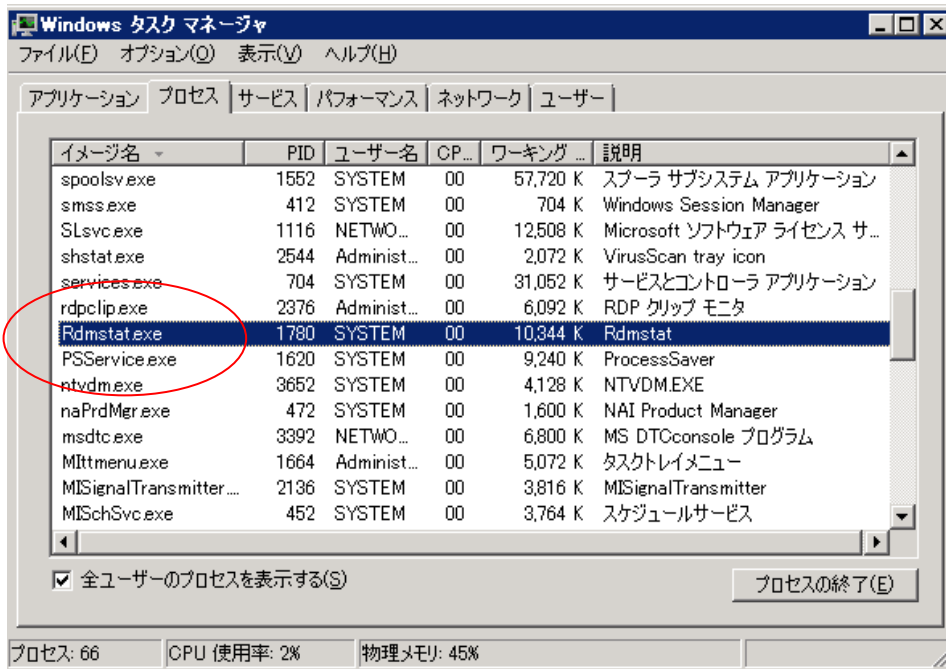 Windows タスク マネージャ
ファイル(F) オプション(O) 表示(V) ヘルプ(H)
アプリケーション プロセス サービス パフォーマンス ネットワーク ユーザー
イメージ名 PID ユーザー名 CP... ワーキング ... 説明
spoolsv.exe 1552 SYSTEM 00 57,720 K スプーラ サブシステム アプリケーション
smss.exe 412 SYSTEM 00 704 K Windows Session Manager
SLsvc.exe 1116 NETWO... 00 12,508 K Microsoft ソフトウェア ライセンス サ...
shstat.exe 2544 Administ... 00 2,072 K VirusScan tray icon
services.exe 704 SYSTEM 00 31,052 K サービスとコントローラ アプリケーション
rdpclip.exe 2376 Administ... 00 6,092 K RDP クリップ モニタ
Rdmstat.exe 1780 SYSTEM 00 10,344 K Rdmstat
PSService.exe 1620 SYSTEM 00 9,240 K ProcessSaver
ntvdm.exe 3652 SYSTEM 00 4,128 K NTVDM.EXE
naPrdMgr.exe 472 SYSTEM 00 1,600 K NAI Product Manager
msdtc.exe 3392 NETWO... 00 6,800 K MS DTCconsole プログラム
MIttmenu.exe 1664 Administ... 00 5,072 K タスクトレイメニュー
MISignalTransmitter.... 2136 SYSTEM 00 3,816 K MISignalTransmitter
MISchSvc.exe 452 SYSTEM 00 3,764 K スケジュールサービス
全ユーザーのプロセスを表示する(S) プロセスの終了(E)
プロセス: 66 CPU 使用率: 2% 物理メモリ: 45%